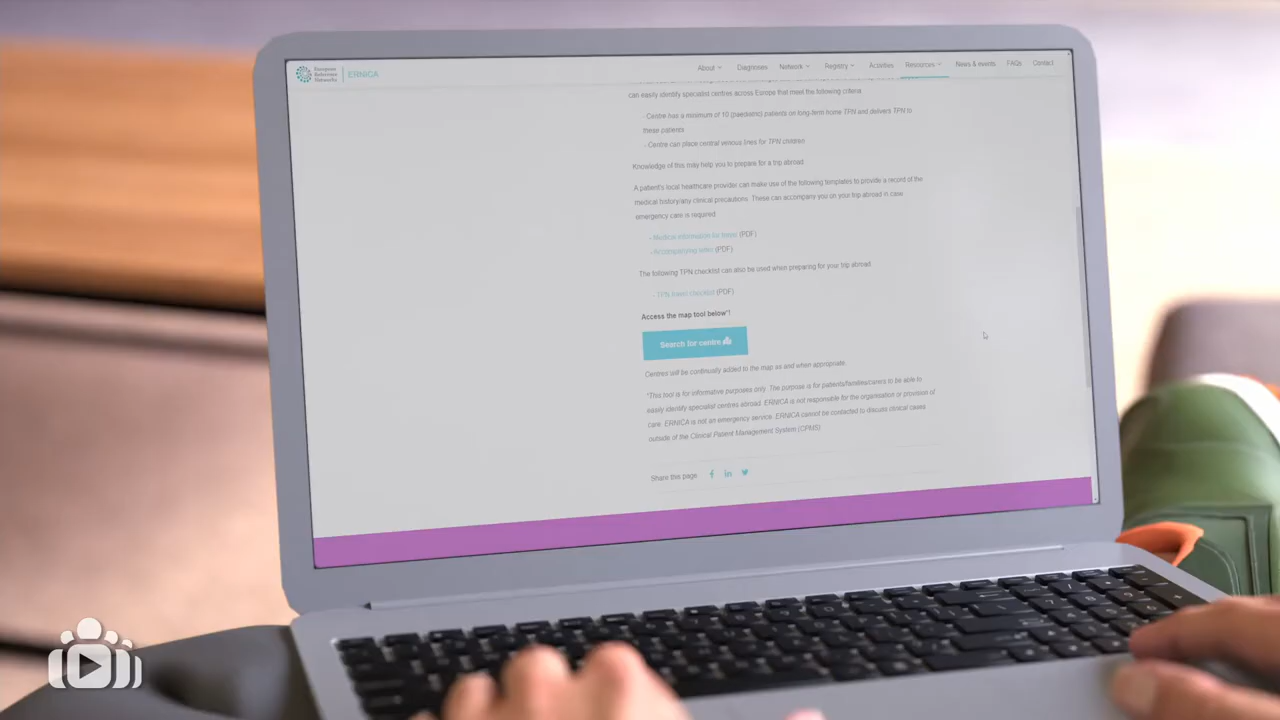 European
Reference
Networks
ERNICA
About
Diagnoses
Network
Registry
Activities
Resources
News & events
FAQs
Contact
can easily identify specialist centres across Europe that meet the following criteria
- Centre has a minimum of 10 (paediatric) patients on long-term home TPN and delivers TPN to
these patients
- Centre can place central venous lines for TPN children
Knowledge of this may help you to prepare for a trip abroad
A patient's local healthcare provider can make use of the following templates to provide a record of the
medical history/any clinical precautions. These can accompany you on your trip abroad in case
emergency care is required
- Medical information for travel (PDF)
- Accompanying letter (PDF)
The following TPN checklist can also be used when preparing for your trip abroad.
- TPN travel checklist (PDF)
Access the map tool below*!
Search for centre
Centres will be continually added to the map as and when appropriate.
*This tool is for informative purposes only. The purpose is for patients/families/carers to be able to
easily identify specialist centres abroad. ERNICA is not responsible for the organisation or provision of
care. ERNICA is not an emergency service. ERNICA cannot be contacted to discuss clinical cases
outside of the Clinical Patient Management System (CPMS)
Share this page